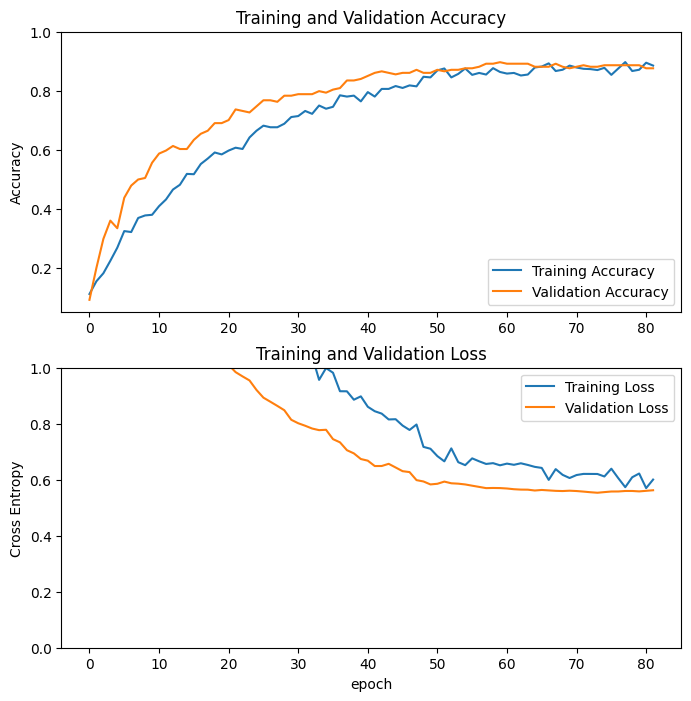 Training and Validation Accuracy
1.0
0.8
0.6
0.4
0.2
Accuracy
Training Accuracy
Validation Accuracy
0 10 20 30 40 50 60 70 80
Training and Validation Loss
1.0
0.8
0.6
0.4
0.2
0.0
Cross Entropy
Training Loss
Validation Loss
0 10 20 30 40 50 60 70 80
epoch